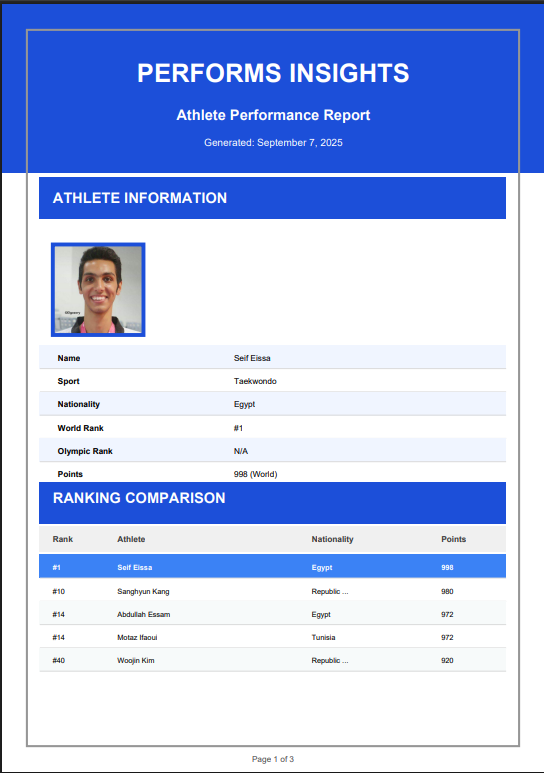 PERFORMS INSIGHTS
Athlete Performance Report
Generated: September 7, 2025
ATHLETE INFORMATION
Name Seif Eissa
Sport Taekwondo
Nationality Egypt
World Rank #1
Olympic Rank N/A
Points 998 (World)
RANKING COMPARISON
Rank Athlete Nationality Points
#1 Seif Eissa Egypt 998
#10 Sanghyun Kang Republic ... 980
#14 Abdullah Essam Egypt 972
#14 Motaz Ifaoui Tunisia 972
#40 Woojin Kim Republic ... 920
Page 1 of 3